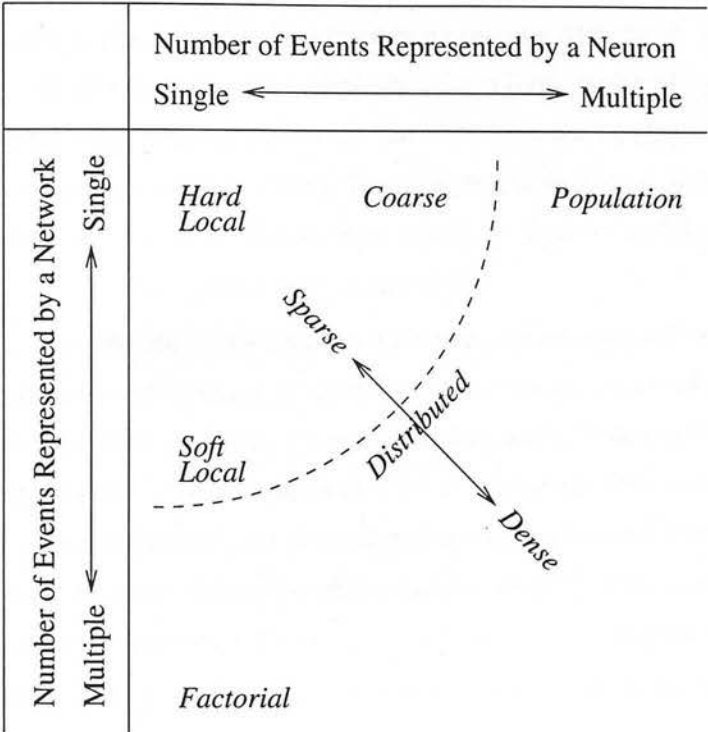 Number of Events Represented by a Neuron
Single Multiple
Number of Events Represented by a Network
Single
Multiple
Hard
Local
Coarse
Population
Sparse
Distributed
Dense
Soft
Local
Factorial